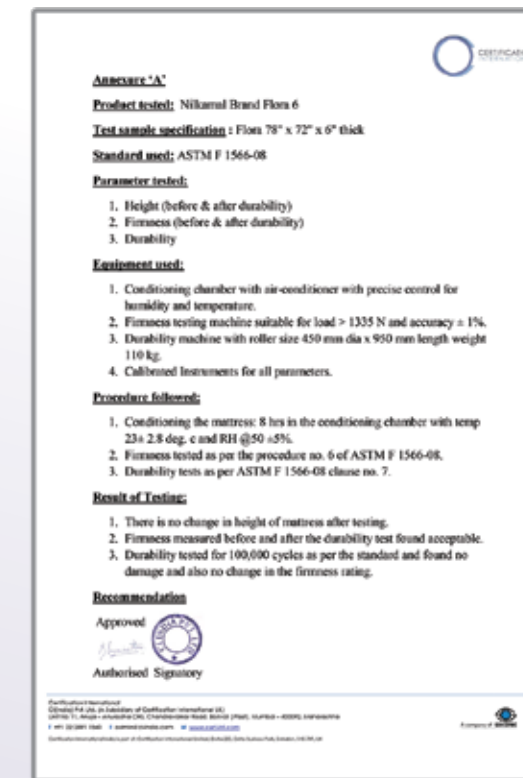 CERTIFICATION
INTERNATIONAL
Annexure 'A'
Product tested: Nilkamal Brand Flora 6
Test sample specification : Flora 78" x 72" x 6" thick
Standard used: ASTM F 1566-08
Parameter tested:
1. Height (before & after durability)
2. Firmness (before & after durability)
3. Durability
Equipment used:
1. Conditioning chamber with air-conditioner with precise control for
humidity and temperature.
2. Firmness testing machine suitable for load > 1335 N and accuracy ± 1%.
3. Durability machine with roller size 450 mm dia x 950 mm length weight
110 kg.
4. Calibrated Instruments for all parameters.
Procedure followed:
1. Conditioning the mattress: 8 hrs in the conditioning chamber with temp
23± 2.8 deg. c and RH @50 ±5%.
2. Firmness tested as per the procedure no. 6 of ASTM F 1566-08.
3. Durability tests as per ASTM F 1566-08 clause no. 7.
Result of Testing:
1. There is no change in height of mattress after testing.
2. Firmness measured before and after the durability test found acceptable.
3. Durability tested for 100,000 cycles as per the standard and found no
damage and also no change in the firmness rating.
Recommendation
Approved
Authorised Signatory
Certification International